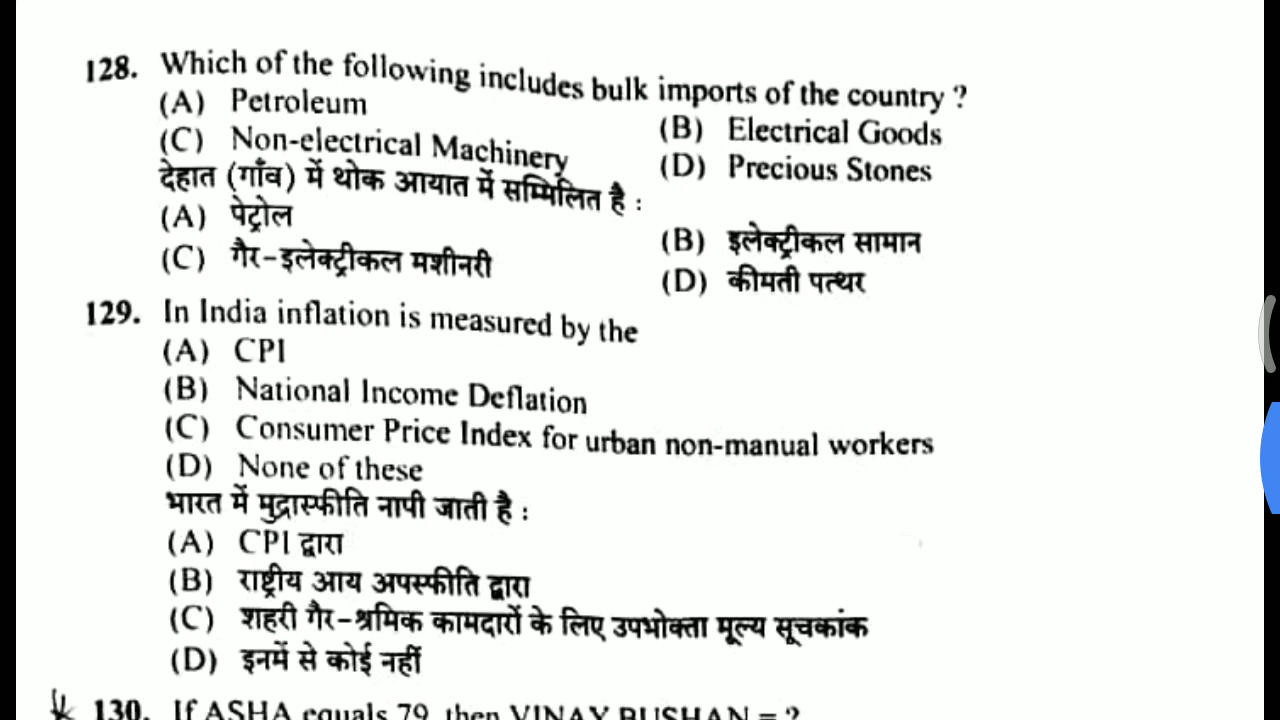 128. Which of the following includes bulk imports of the country ?
(A) Petroleum
(B) Electrical Goods
(C) Non-electrical Machinery
(D) Precious Stones
देहात (गाँव) में थोक आयात में सम्मिलित है :
(A) पेट्रोल
(B) इलेक्ट्रीकल सामान
(C) गैर-इलेक्ट्रीकल मशीनरी
(D) कीमती पत्थर
129. In India inflation is measured by the
(A) CPI
(B) National Income Deflation
(C) Consumer Price Index for urban non-manual workers
(D) None of these
भारत में मुद्रास्फीति नापी जाती है :
(A) CPI द्वारा
(B) राष्ट्रीय आय अपस्फीति द्वारा
(C) शहरी गैर-श्रमिक कामदारों के लिए उपभोक्ता मूल्य सूचकांक
(D) इनमें से कोई नहीं
130. If ASHA equals 79, then VINAY BUSHAN = ?